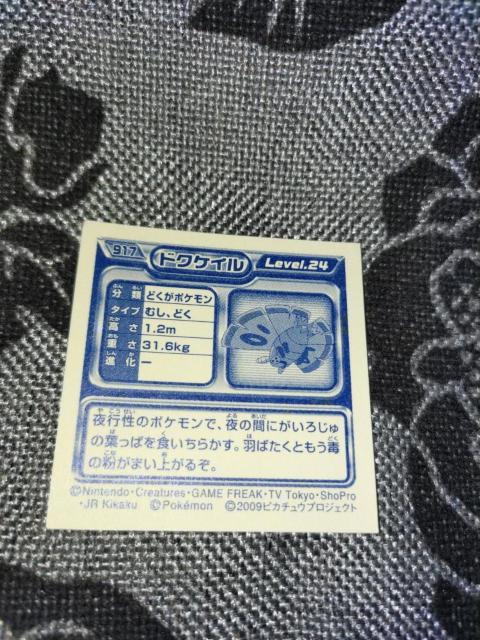 917 ドクケイル Level.24
分類 どくがポケモン
タイプ むし、どく
高さ 1.2m
重さ 31.6kg
進化 ー
夜行性のポケモンで、夜の間にがいろじゅ
の葉っぱを食いちらかす。羽ばたくともう毒
の粉がまい上がるぞ。
©Nintendo・Creatures・GAME FREAK・TV Tokyo・ShoPro
・JR Kikaku ©Pokémon ©2009ピカチュウプロジェクト